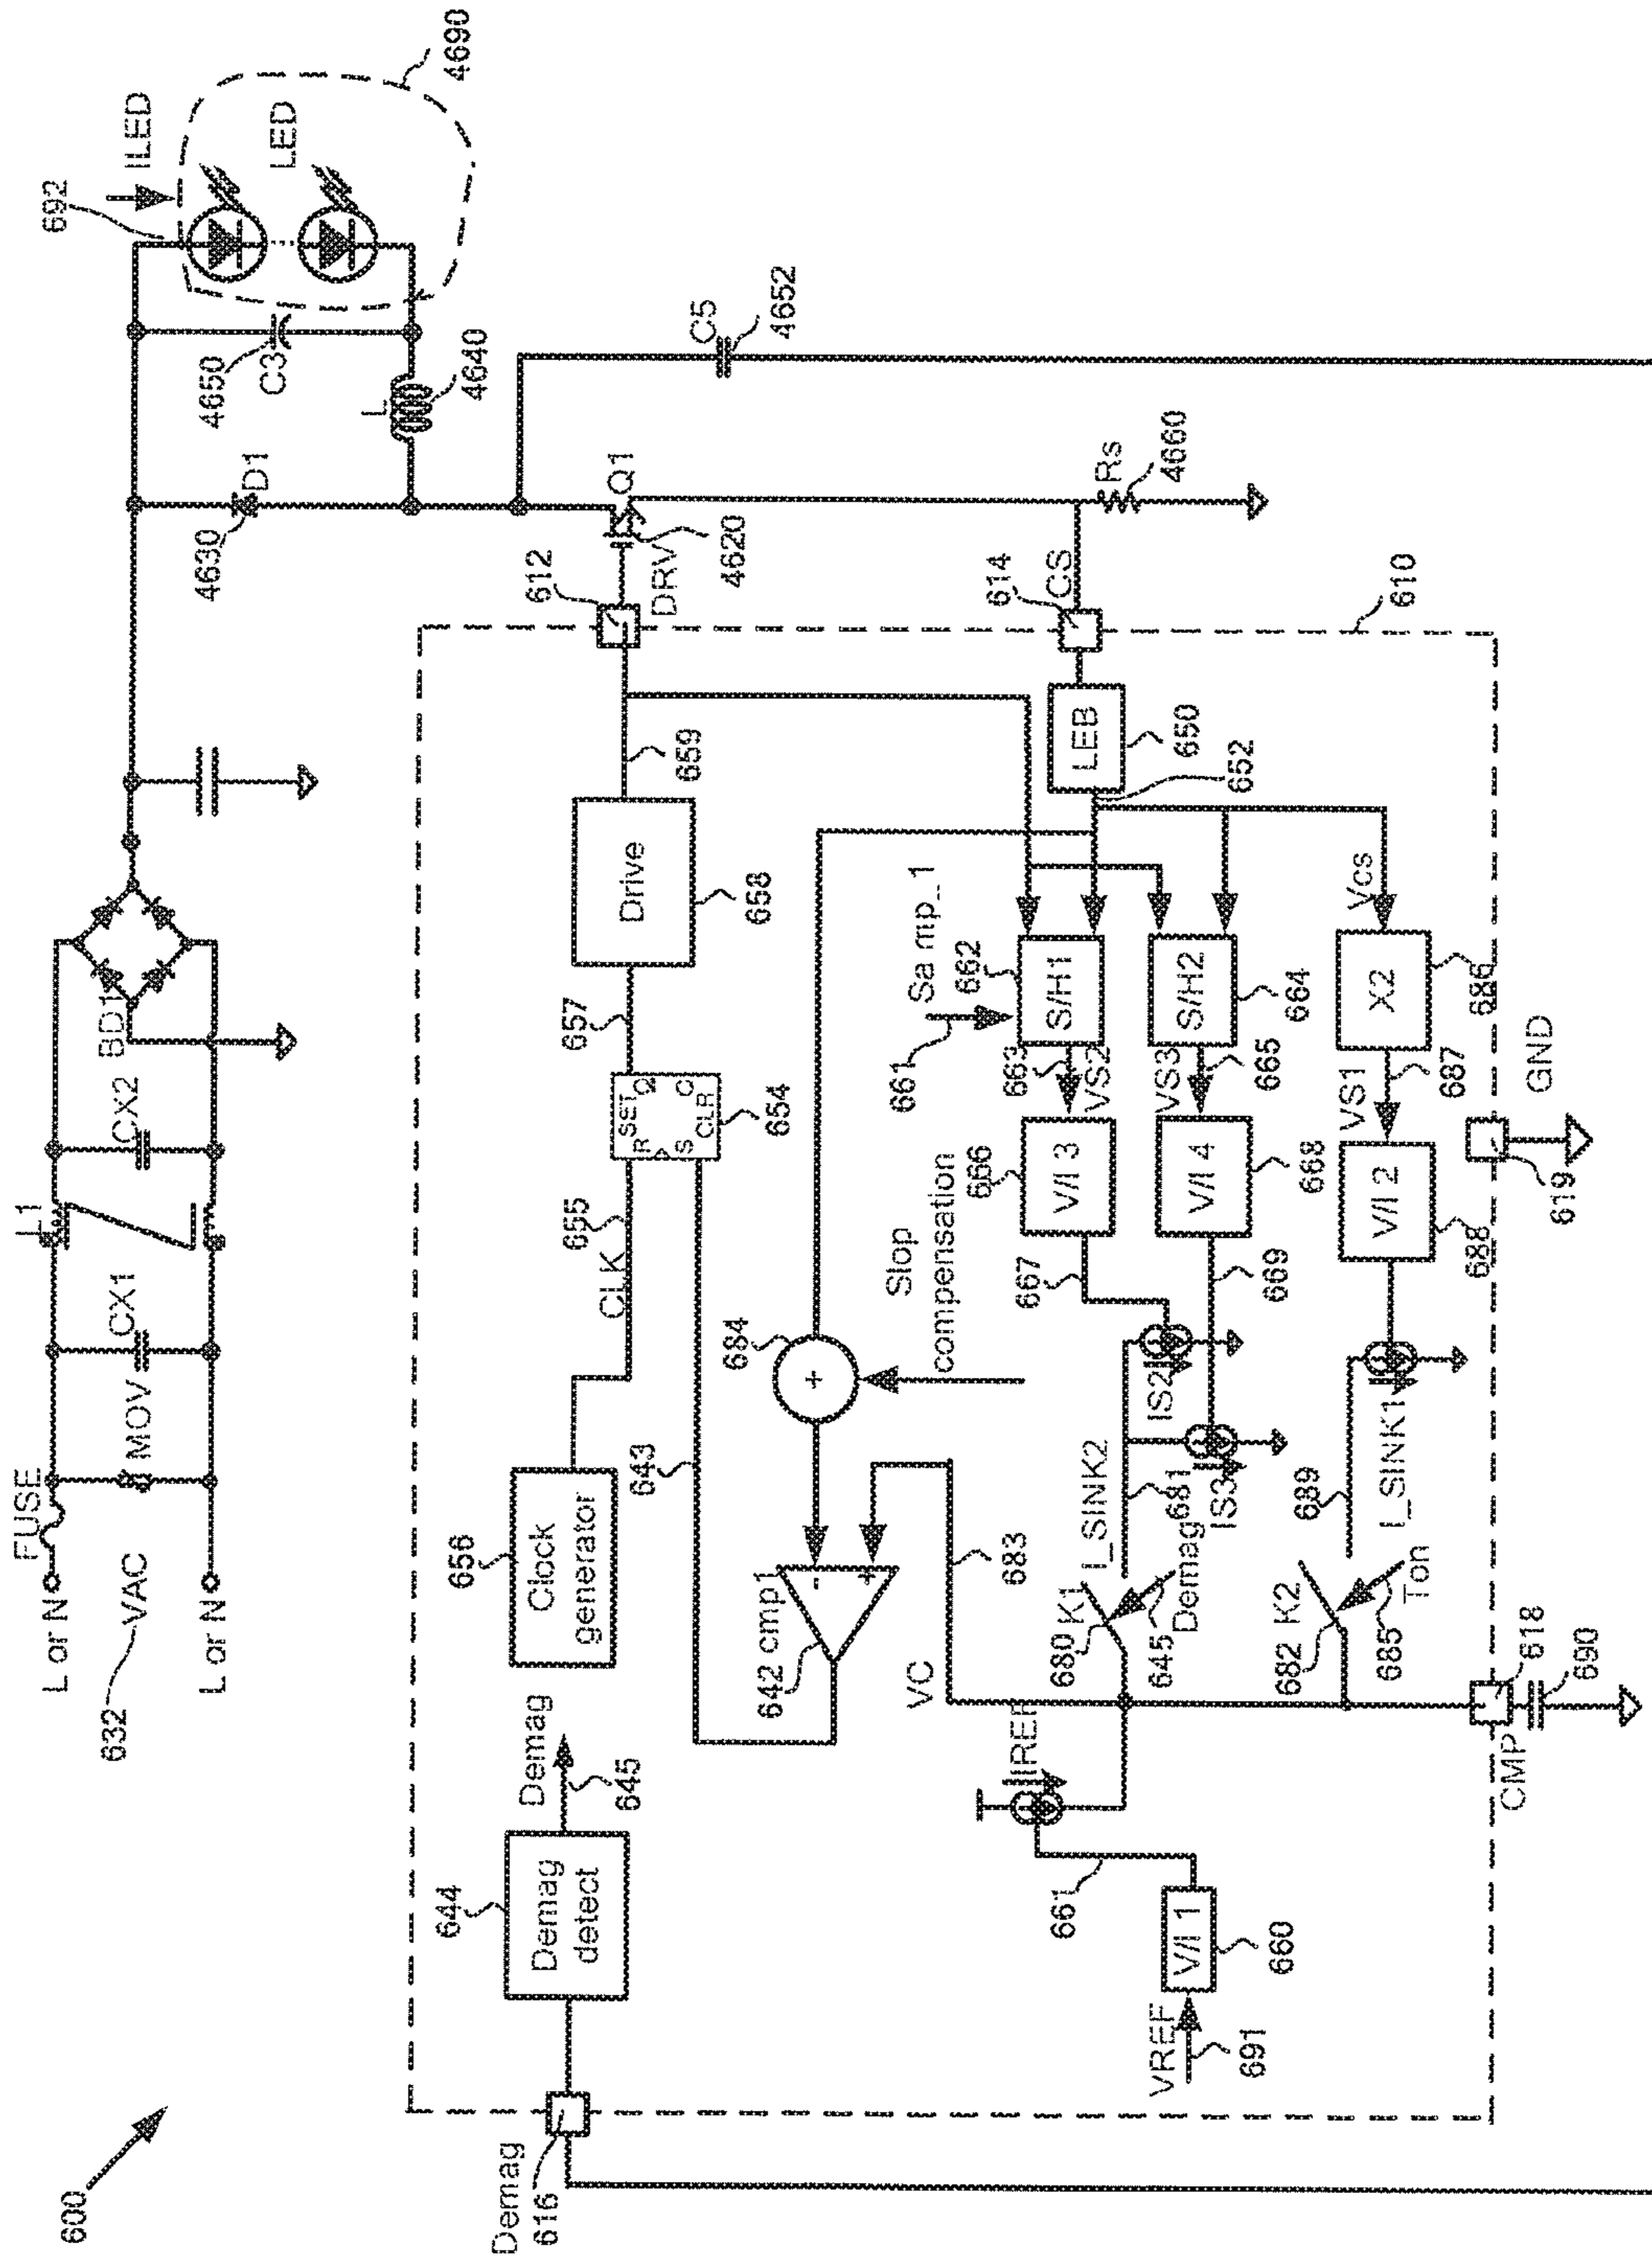 600
FUSE
L or N
632
VAC
L or N
MOV
CX1
L1
CX2
BD1
4630
D1
4650
C3
L
4640
692
ILED
LED
4690
C5
4652
Q1
4620
Rs
4660
612
DRV
614
CS
610
Demag
616
644
Demag
detect
Demag
645
656
Clock
generator
CLK
655
R
SET
Q
S
CLR
Q
654
657
Drive
658
659
643
642
cmp1
684
+
-
+
Slop
compensation
VC
683
LEB
650
652
661
Sa mp_1
662
S/H1
663
VS2
S/H2
664
VS3
665
Vcs
X2
686
VS1
687
666
V/I 3
667
V/I 4
668
669
V/I 2
688
IS2
IS3
I_SINK2
681
I_SINK1
689
680
K1
645
Demag
682
K2
685
Ton
IREF
661
V/I 1
660
VREF
691
CMP
618
690
619
GND